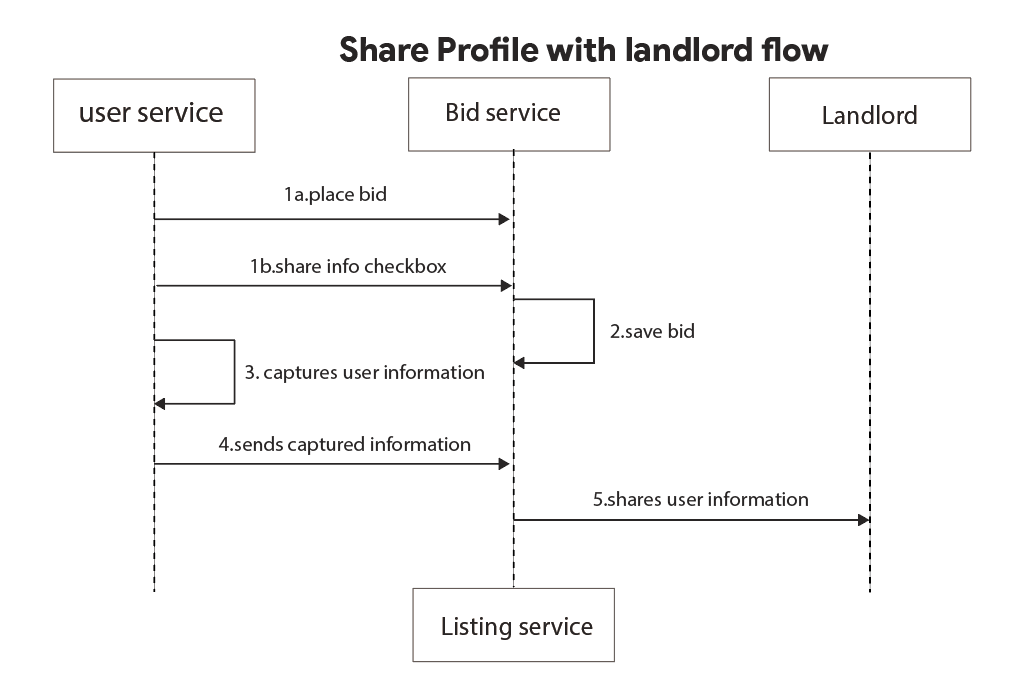 Share Profile with landlord flow
user service
Bid service
Landlord
1a.place bid
1b.share info checkbox
2.save bid
3. captures user information
4.sends captured information
5.shares user information
Listing service